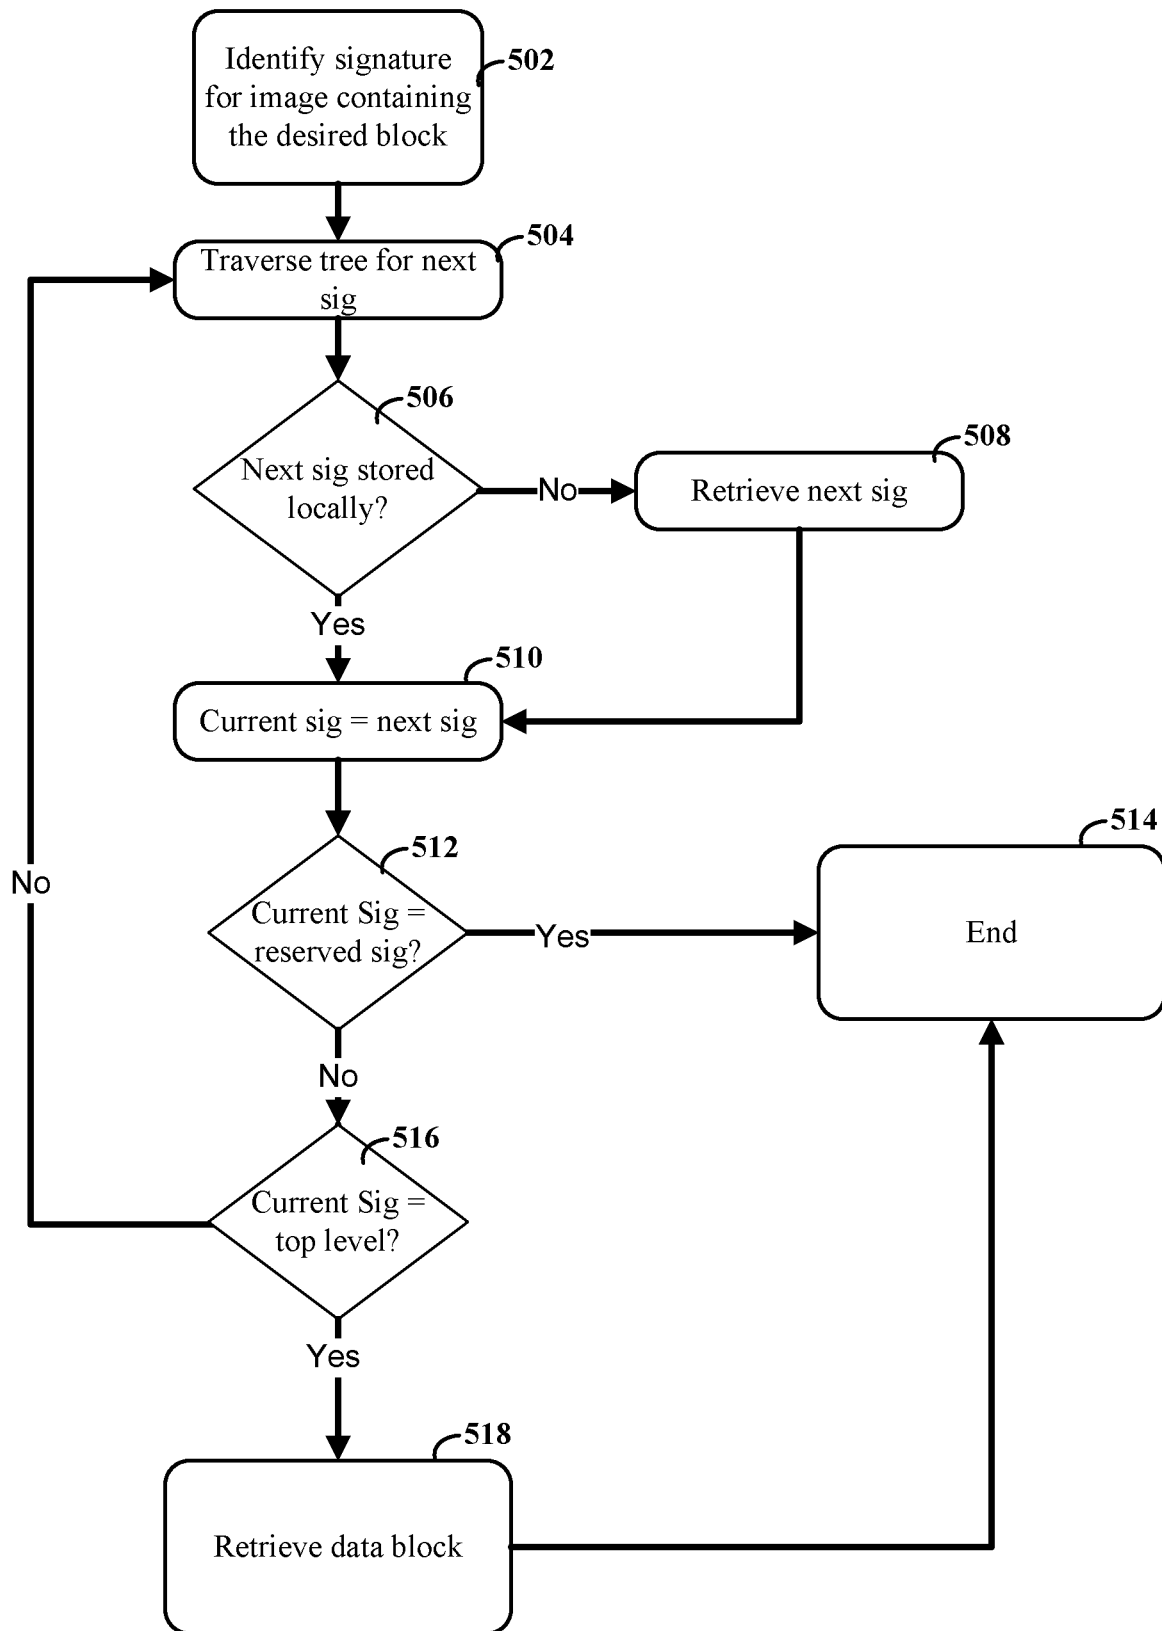 Identify signature
for image containing
the desired block
502
504
Traverse tree for next
sig
506
Next sig stored
locally?
No
508
Retrieve next sig
Yes
510
Current sig = next sig
512
Current Sig =
reserved sig?
Yes
514
End
No
No
516
Current Sig =
top level?
Yes
518
Retrieve data block